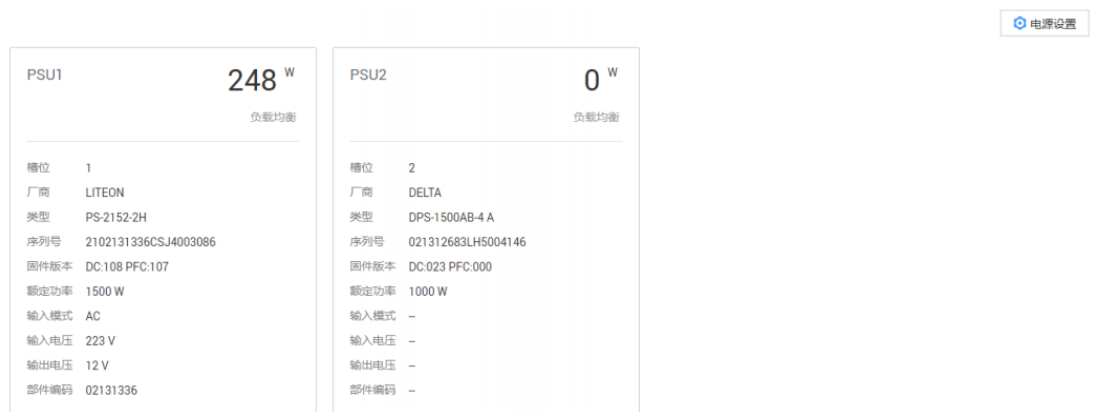 电源设置
PSU1
248 W
负载均衡
槽位 1
厂商 LITEON
类型 PS-2152-2H
序列号 2102131336CSJ4003086
固件版本 DC:108 PFC:107
额定功率 1500 W
输入模式 AC
输入电压 223 V
输出电压 12 V
部件编码 02131336
PSU2
0 W
负载均衡
槽位 2
厂商 DELTA
类型 DPS-1500AB-4 A
序列号 021312683LH5004146
固件版本 DC:023 PFC:000
额定功率 1000 W
输入模式 --
输入电压 --
输出电压 --
部件编码 --